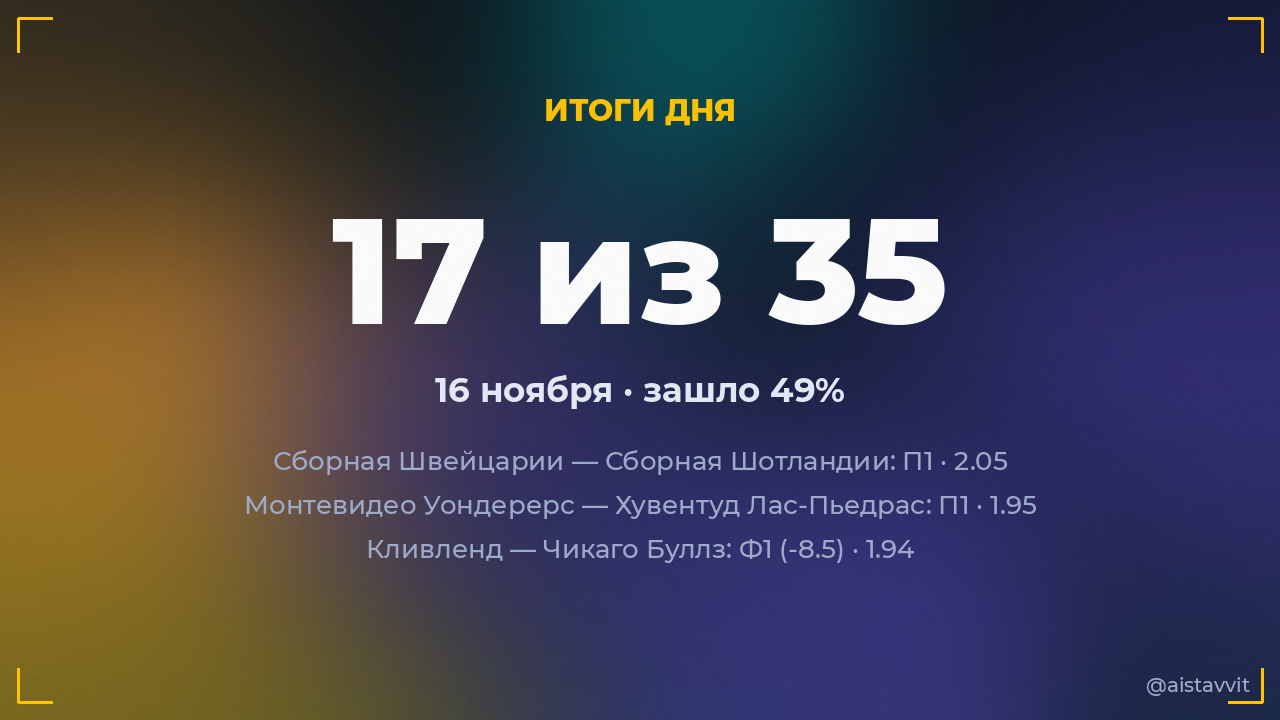 ИТОГИ ДНЯ
17 из 35
16 ноября · зашло 49%
Сборная Швейцарии — Сборная Шотландии: П1 · 2.05
Монтевидео Уондерерс — Хувентуд Лас-Пьедрас: П1 · 1.95
Кливленд — Чикаго Буллз: Ф1 (-8.5) · 1.94
@aistavvit